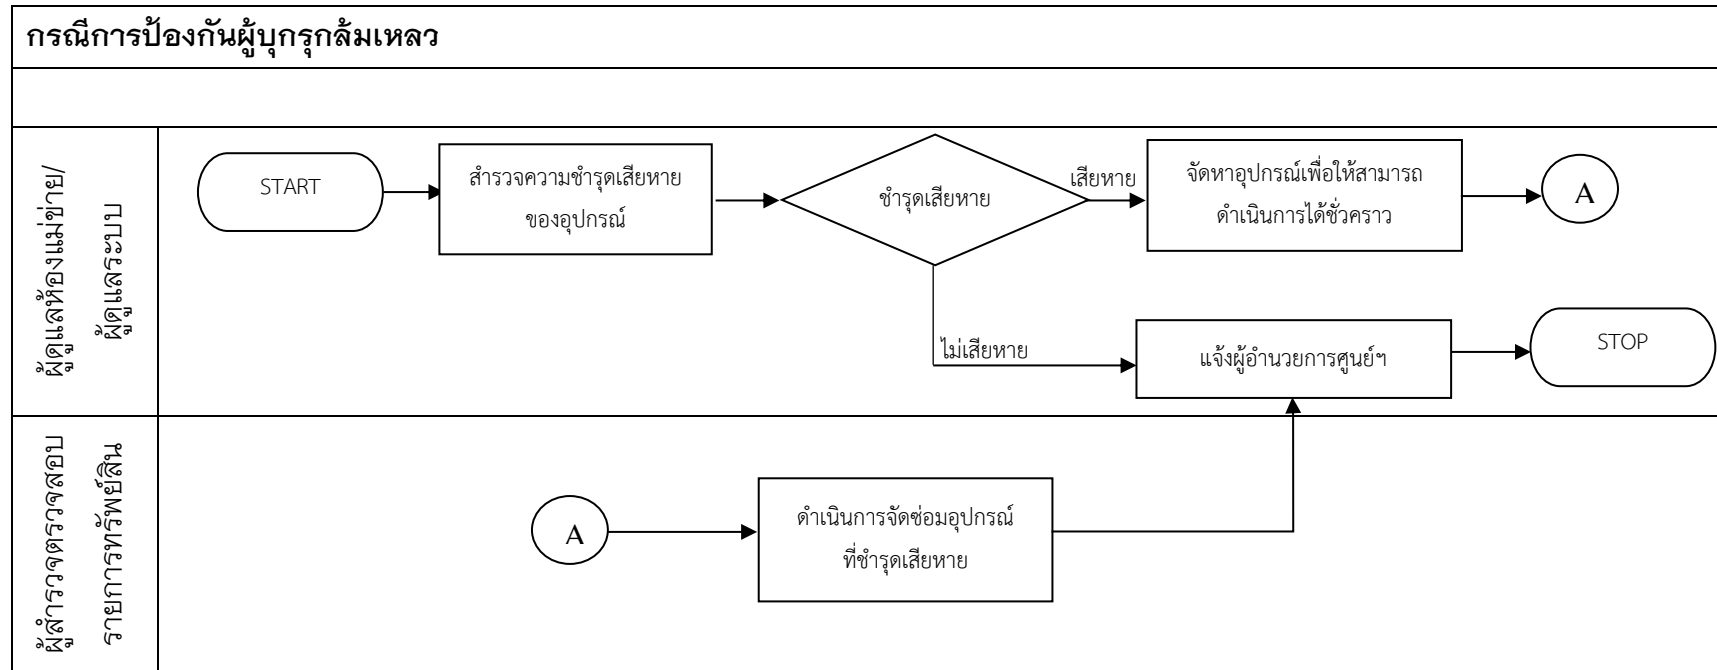 กรณีการป้องกันผู้บุกรุกล้มเหลว
ผู้ดูแลห้องแม่ข่าย/
ผู้ดูแลระบบ
START
สำรวจความชำรุดเสียหาย
ของอุปกรณ์
ชำรุดเสียหาย
เสียหาย
จัดหาอุปกรณ์เพื่อให้สามารถ
ดำเนินการได้ชั่วคราว
A
ไม่เสียหาย
แจ้งผู้อำนวยการศูนย์ฯ
STOP
ผู้สำรวจตรวจสอบ
รายการทรัพย์สิน
A
ดำเนินการจัดซ่อมอุปกรณ์
ที่ชำรุดเสียหาย